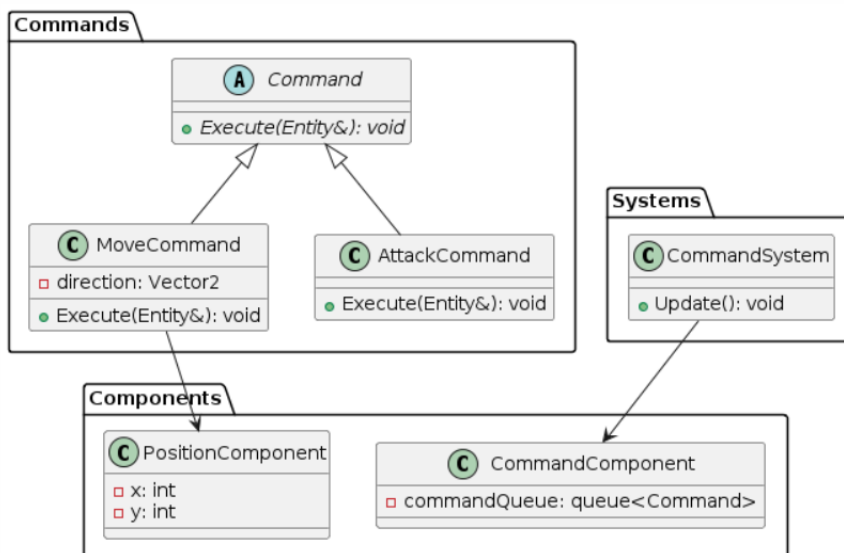 Commands
A Command
+ Execute(Entity&): void
C MoveCommand
direction: Vector2
Execute(Entity&): void
C AttackCommand
Execute(Entity&): void
Systems
C CommandSystem
Update(): void
Components
C PositionComponent
x: int
y: int
C CommandComponent
commandQueue: queue<Command>